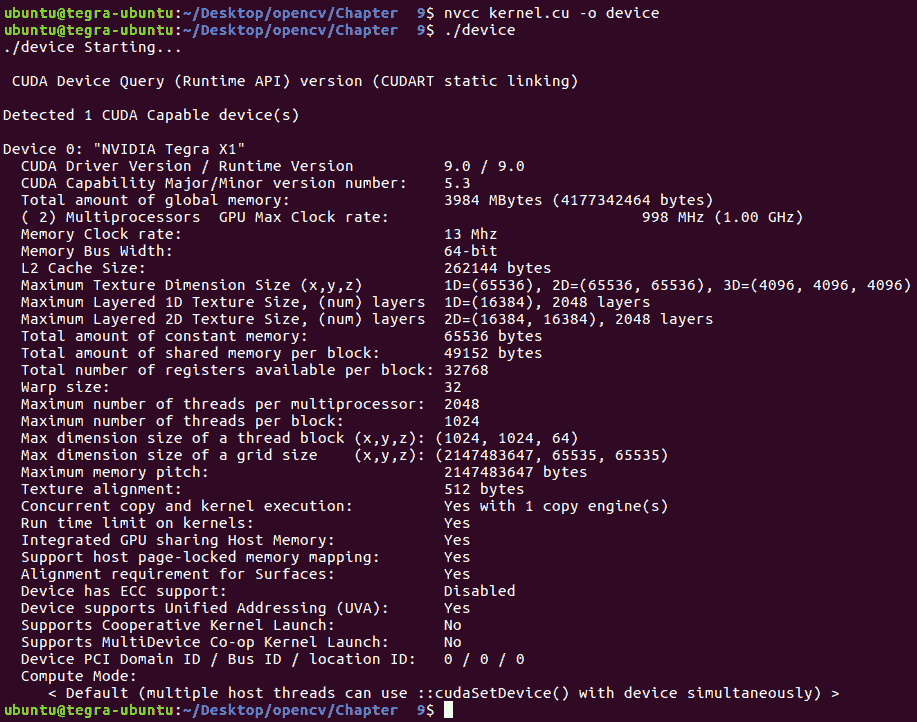 ubuntu@tegra-ubuntu:~/Desktop/opencv/Chapter  9$ nvcc kernel.cu -o device
ubuntu@tegra-ubuntu:~/Desktop/opencv/Chapter  9$ ./device
./device Starting...
CUDA Device Query (Runtime API) version (CUDART static linking)
Detected 1 CUDA Capable device(s)
Device 0: "NVIDIA Tegra X1"
CUDA Driver Version / Runtime Version          9.0 / 9.0
CUDA Capability Major/Minor version number:    5.3
Total amount of global memory:                 3984 MBytes (4177342464 bytes)
( 2) Multiprocessors  GPU Max Clock rate:                            998 MHz (1.00 GHz)
Memory Clock rate:                             13 Mhz
Memory Bus Width:                              64-bit
L2 Cache Size:                                 262144 bytes
Maximum Texture Dimension Size (x,y,z)         1D=(65536), 2D=(65536, 65536), 3D=(4096, 4096, 4096)
Maximum Layered 1D Texture Size, (num) layers  1D=(16384), 2048 layers
Maximum Layered 2D Texture Size, (num) layers  2D=(16384, 16384), 2048 layers
Total amount of constant memory:               65536 bytes
Total amount of shared memory per block:       49152 bytes
Total number of registers available per block: 32768
Warp size:                                     32
Maximum number of threads per multiprocessor:  2048
Maximum number of threads per block:           1024
Max dimension size of a thread block (x,y,z): (1024, 1024, 64)
Max dimension size of a grid size    (x,y,z): (2147483647, 65535, 65535)
Maximum memory pitch:                          2147483647 bytes
Texture alignment:                             512 bytes
Concurrent copy and kernel execution:          Yes with 1 copy engine(s)
Run time limit on kernels:                     Yes
Integrated GPU sharing Host Memory:            Yes
Support host page-locked memory mapping:       Yes
Alignment requirement for Surfaces:            Yes
Device has ECC support:                        Disabled
Device supports Unified Addressing (UVA):      Yes
Supports Cooperative Kernel Launch:            No
Supports MultiDevice Co-op Kernel Launch:      No
Device PCI Domain ID / Bus ID / location ID:   0 / 0 / 0
Compute Mode:
< Default (multiple host threads can use ::cudaSetDevice() with device simultaneously) >
ubuntu@tegra-ubuntu:~/Desktop/opencv/Chapter  9$